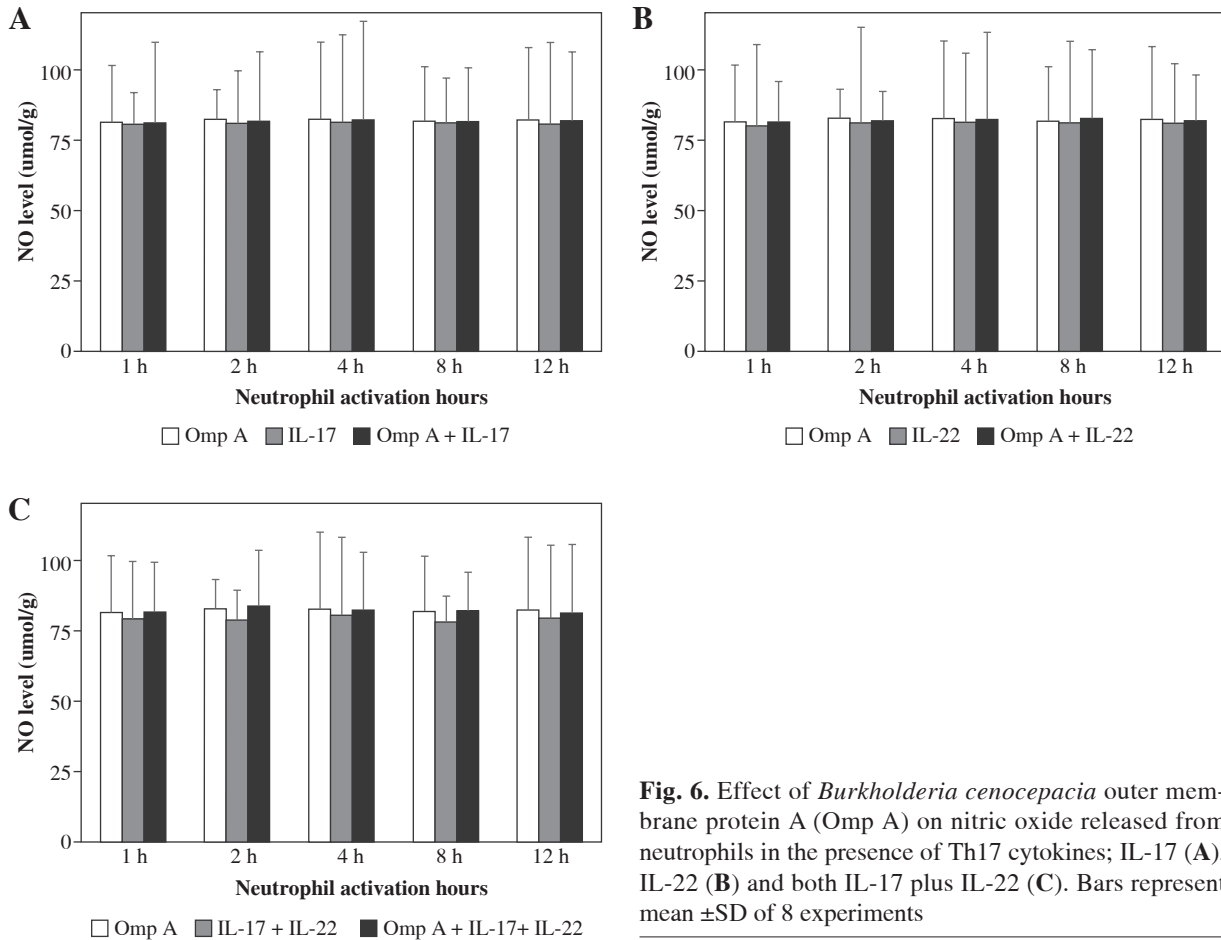 A
NO level (umol/g)
100
75
50
25
0
1 h 2 h 4 h 8 h 12 h
Neutrophil activation hours
Omp A IL-17 Omp A + IL-17
B
NO level (umol/g)
100
75
50
25
0
1 h 2 h 4 h 8 h 12 h
Neutrophil activation hours
Omp A IL-22 Omp A + IL-22
C
NO level (umol/g)
100
75
50
25
0
1 h 2 h 4 h 8 h 12 h
Neutrophil activation hours
Omp A IL-17 + IL-22 Omp A + IL-17+ IL-22
Fig. 6. Effect of Burkholderia cenocepacia outer mem-
brane protein A (Omp A) on nitric oxide released from
neutrophils in the presence of Th17 cytokines; IL-17 (A),
IL-22 (B) and both IL-17 plus IL-22 (C). Bars represent
mean ±SD of 8 experiments